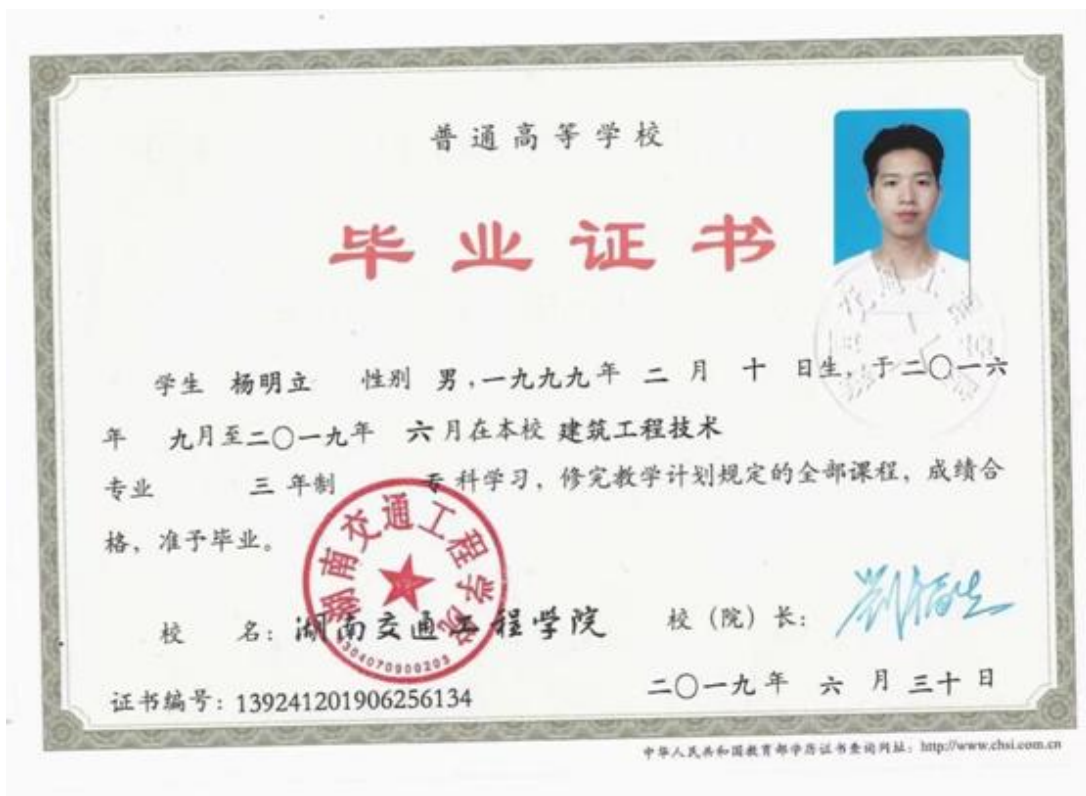 普通高等学校
毕业证书
学生 杨明立 性别 男，一九九九年 二 月 十 日生，于二〇一六
年 九月至二〇一九年 六月在本校 建筑工程技术
专业 三 年制 专 科学习，修完教学计划规定的全部课程，成绩合
格，准予毕业。
湖南交通工程学院
校 名：湖南交通工程学院 校（院）长：
证书编号：139241201906256134 二〇一九年 六 月 三十 日
中华人民共和国教育部学历证书查询网址：http://www.chsi.com.cn